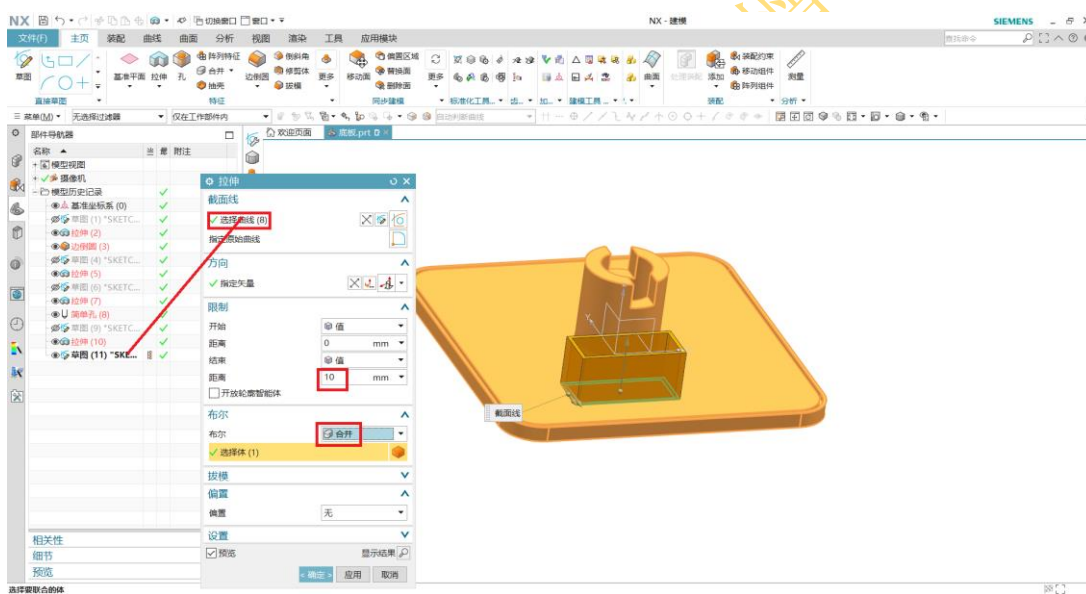 NX 切换窗口 窗口 NX - 建模 SIEMENS
文件(F) 主页 装配 曲线 曲面 分析 视图 渲染 工具 应用模块 查找命令
草图 基准平面 拉伸 孔 阵列特征 合并 抽壳 边倒圆 倒斜角 修剪体 拔模 更多 移动面 偏置区域 替换面 删除面 更多 曲面 添加 装配约束 移动组件 阵列组件 测量
直接草图 特征 同步建模 标准化工具... 齿... 加... 建模工具 ... 装配 分析
菜单(M) 无选择过滤器 仅在工作部件内 自动判断曲线
部件导航器 欢迎页面 底板.prt
名称 附注
模型视图
摄像机
模型历史记录
基准坐标系 (0)
草图 (1) "SKETC...
拉伸 (2)
边倒圆 (3)
草图 (4) "SKETC...
拉伸 (5)
草图 (6) "SKETC...
拉伸 (7)
简单孔 (8)
草图 (9) "SKETC...
拉伸 (10)
草图 (11) "SKE...
拉伸
截面线
选择曲线 (8)
指定原始曲线
方向
指定矢量
限制
开始 值
距离 0 mm
结束 值
距离 10 mm
开放轮廓智能体
布尔
布尔 合并
选择体 (1)
拔模
偏置
偏置 无
设置
预览 显示结果
< 确定 > 应用 取消
截面线
相关性
细节
预览
选择要联合的体